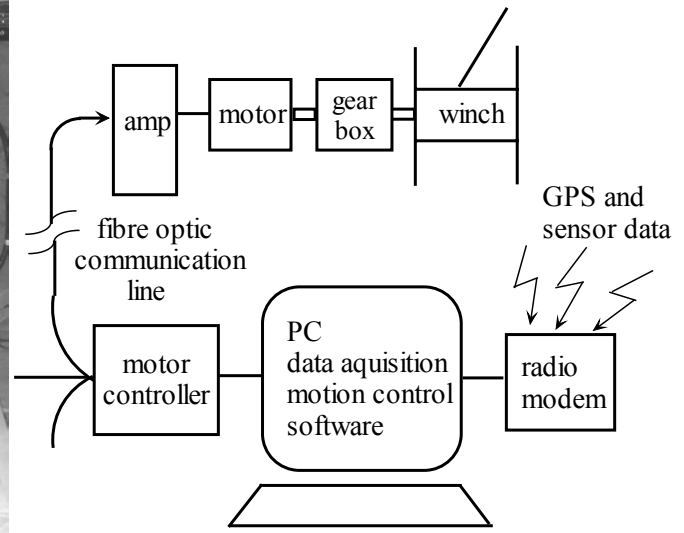 amp
motor
gear
box
winch
GPS and
sensor data
fibre optic
communication
line
motor
controller
PC
data aquisition
motion control
software
radio
modem